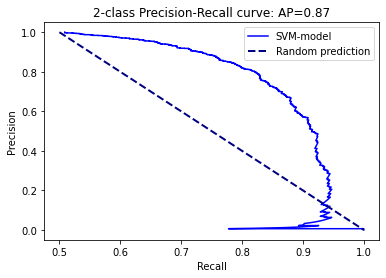 2-class Precision-Recall curve: AP=0.87
SVM-model
Random prediction
Precision
1.0
0.8
0.6
0.4
0.2
0.0
0.5 0.6 0.7 0.8 0.9 1.0
Recall